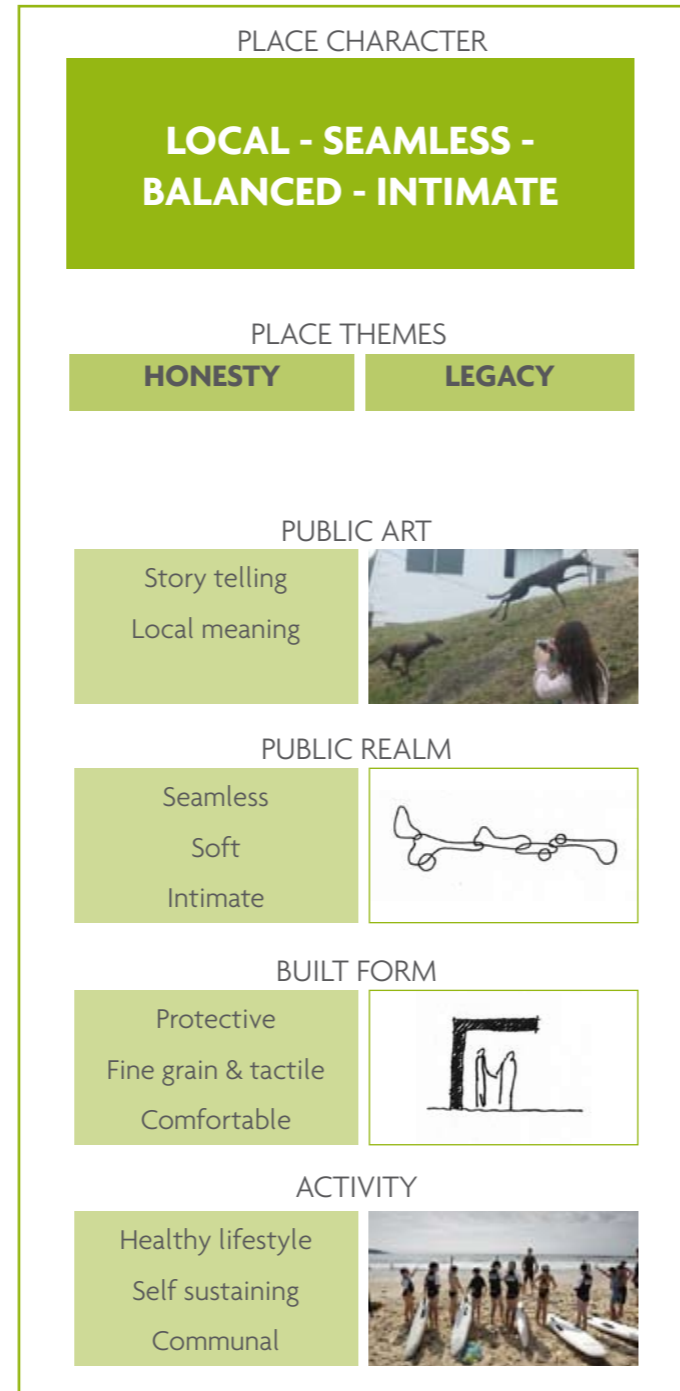 PLACE CHARACTER
LOCAL - SEAMLESS -
BALANCED - INTIMATE
PLACE THEMES
HONESTY
LEGACY
PUBLIC ART
Story telling
Local meaning
PUBLIC REALM
Seamless
Soft
Intimate
BUILT FORM
Protective
Fine grain & tactile
Comfortable
ACTIVITY
Healthy lifestyle
Self sustaining
Communal